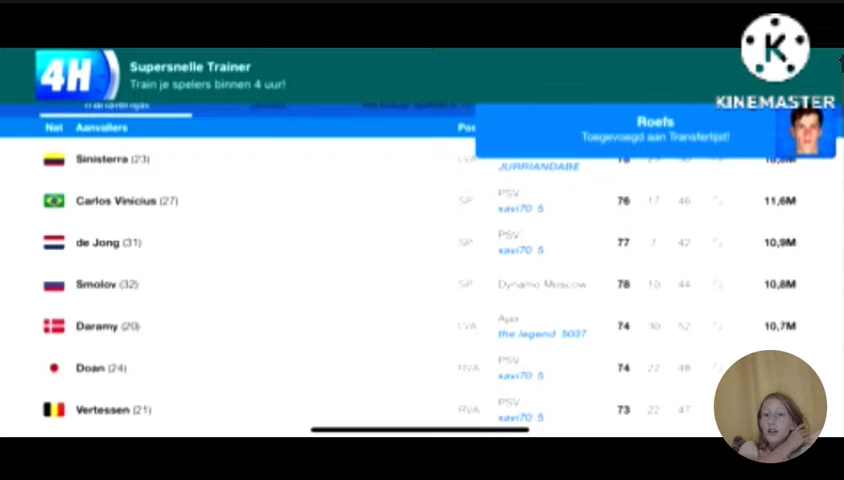 4H
Supersnelle Trainer
Train je spelers binnen 4 uur!
KINEMASTER
Transferlijst
Roefs
Toegevoegd aan Transferlijst!
Nat Aanvallers Pos
Sinisterra (23) LVA JURRIANDABE
Carlos Vinicius (27) SP PSV 76 17 46 11,6M
xavi70_5
de Jong (31) SP PSV 77 7 42 10,9M
xavi70_5
Smolov (32) SP Dynamo Moscow 78 10 44 10,8M
Daramy (20) LVA Ajax 74 30 52 10,7M
the legend_5037
Doan (24) RVA PSV 74 22 48
xavi70_5
Vertessen (21) RVA PSV 73 22 47
xavi70_5